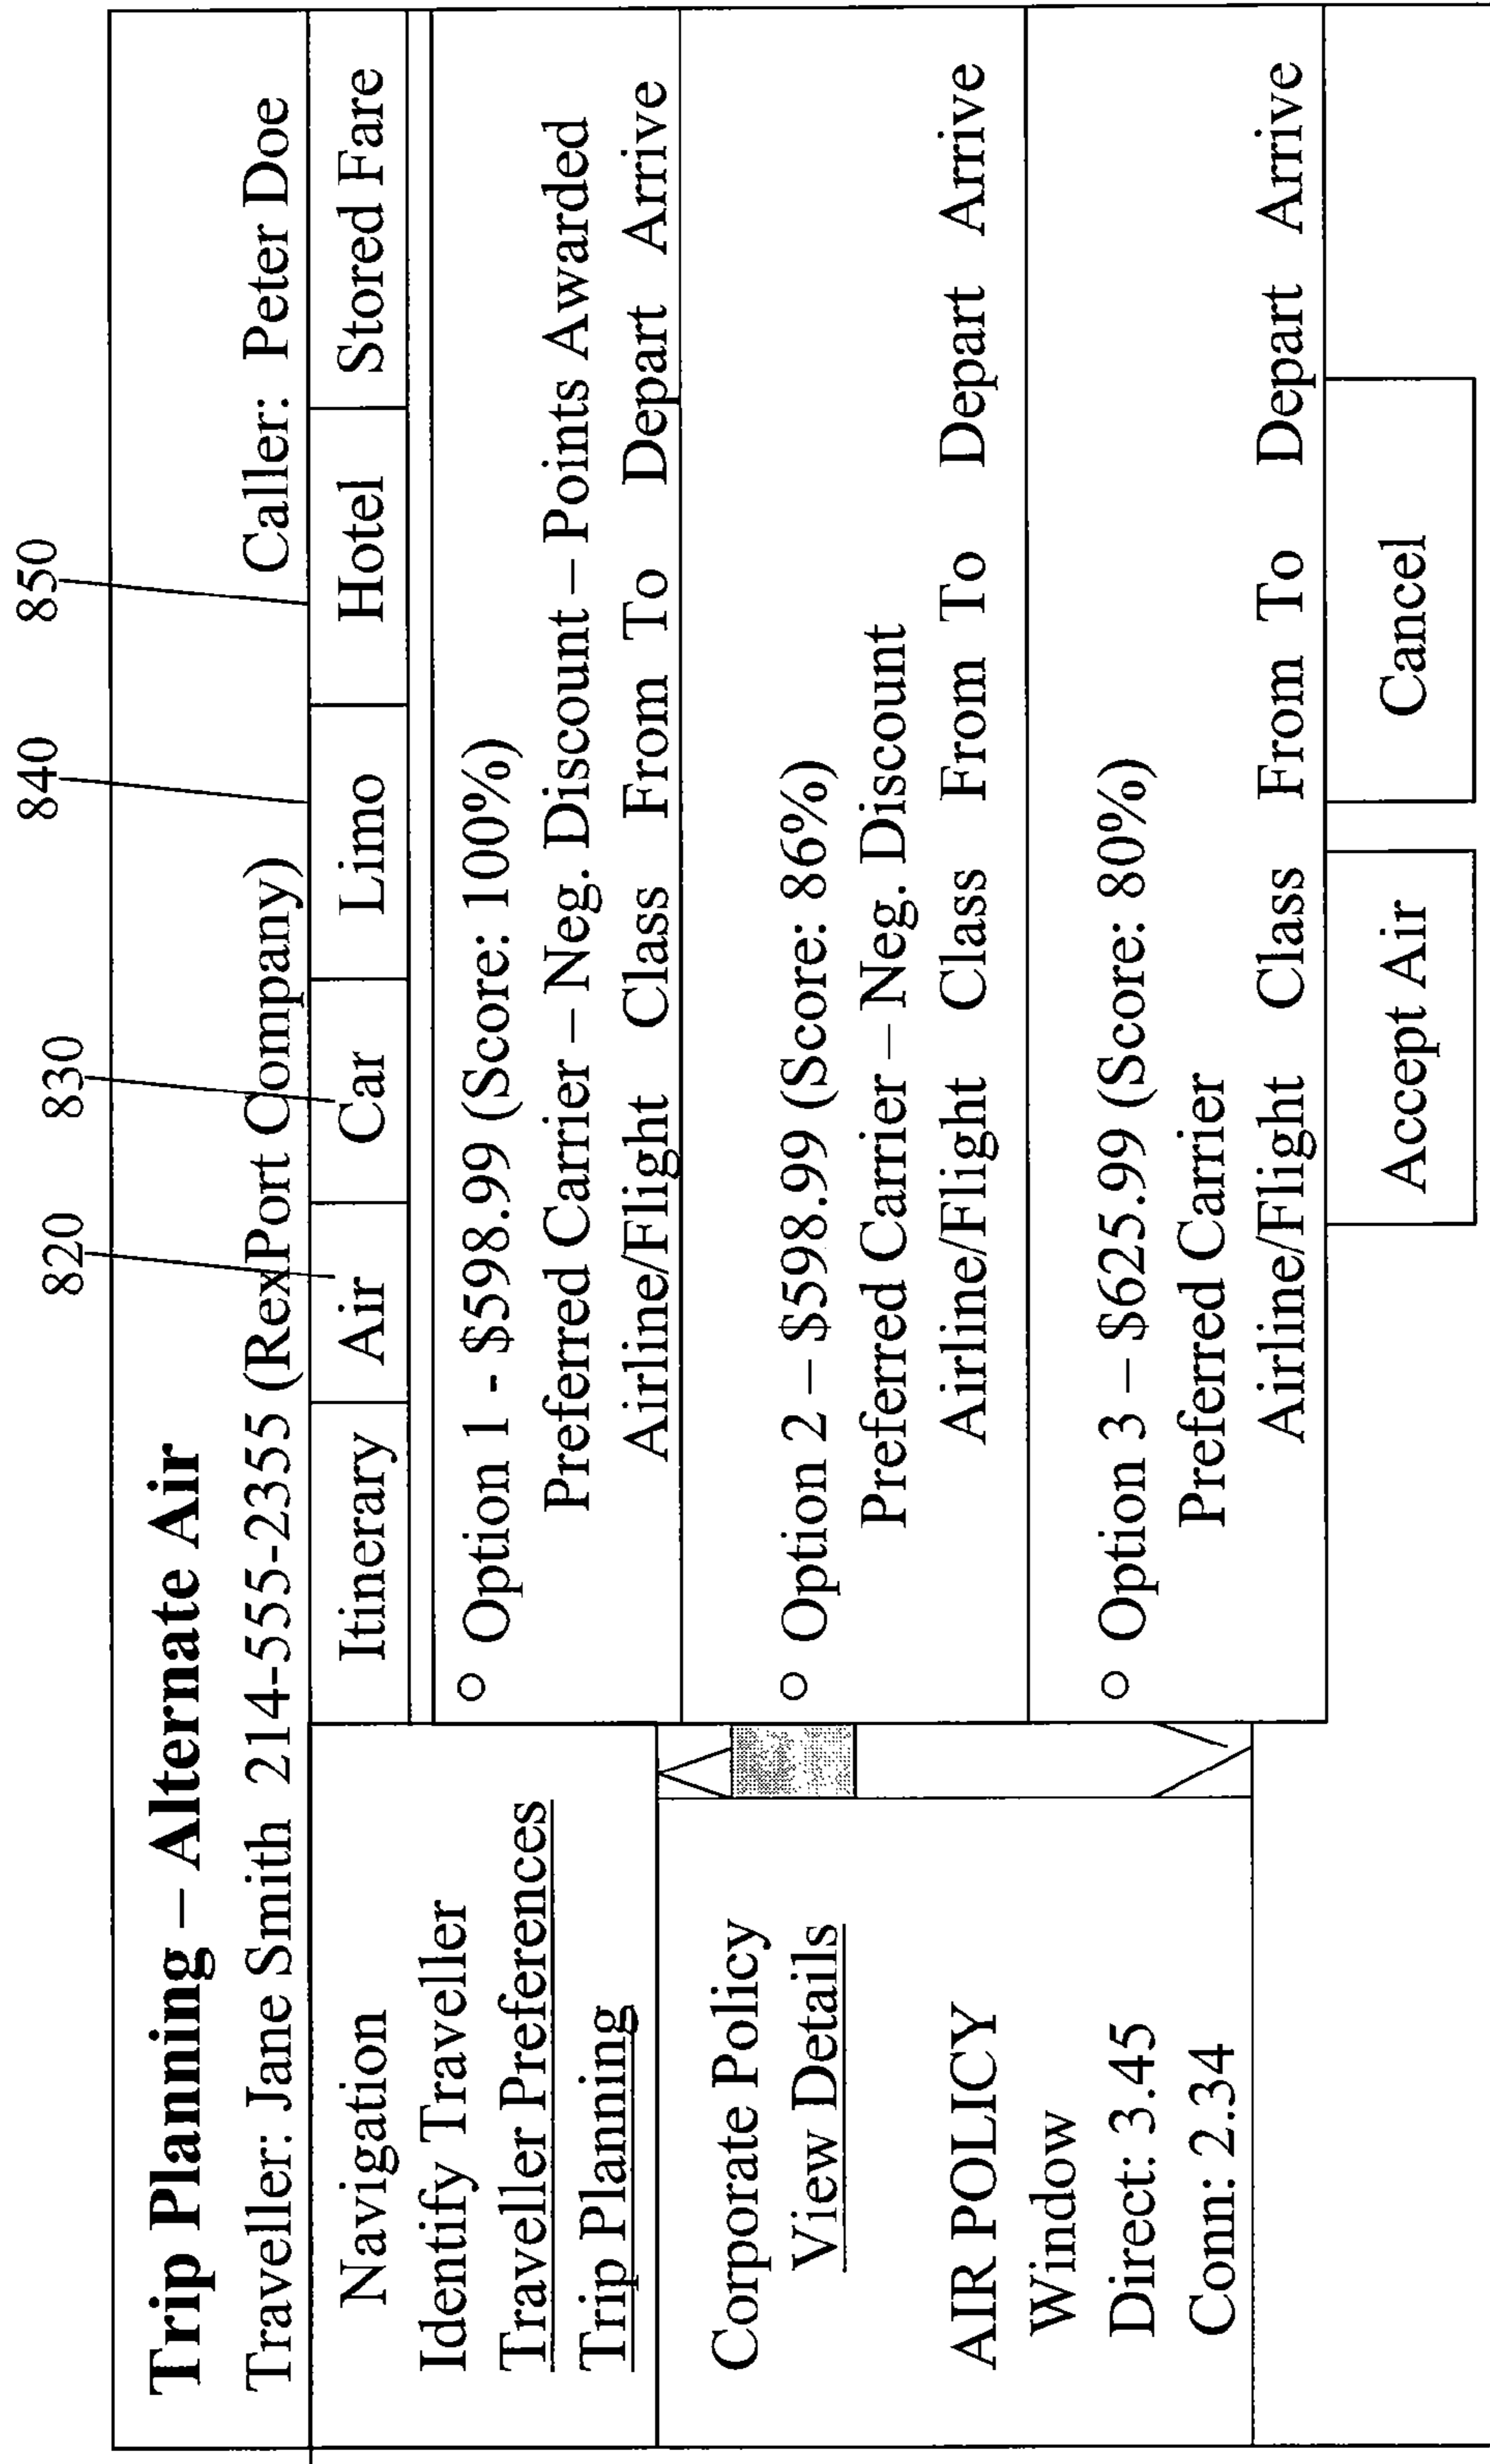 820 830 840 850
Trip Planning – Alternate Air
Traveller: Jane Smith 214-555-2355 (RexPort Company) Caller: Peter Doe
Itinerary Air Car Limo Hotel Stored Fare
Navigation
Identify Traveller
Traveller Preferences
Trip Planning
Corporate Policy
View Details
AIR POLICY
Window
Direct: 3.45
Conn: 2.34
Option 1 - $598.99 (Score: 100%)
Preferred Carrier – Neg. Discount – Points Awarded
Airline/Flight Class From To Depart Arrive
Option 2 – $598.99 (Score: 86%)
Preferred Carrier – Neg. Discount
Airline/Flight Class From To Depart Arrive
Option 3 – $625.99 (Score: 80%)
Preferred Carrier
Airline/Flight Class From To Depart Arrive
Accept Air Cancel